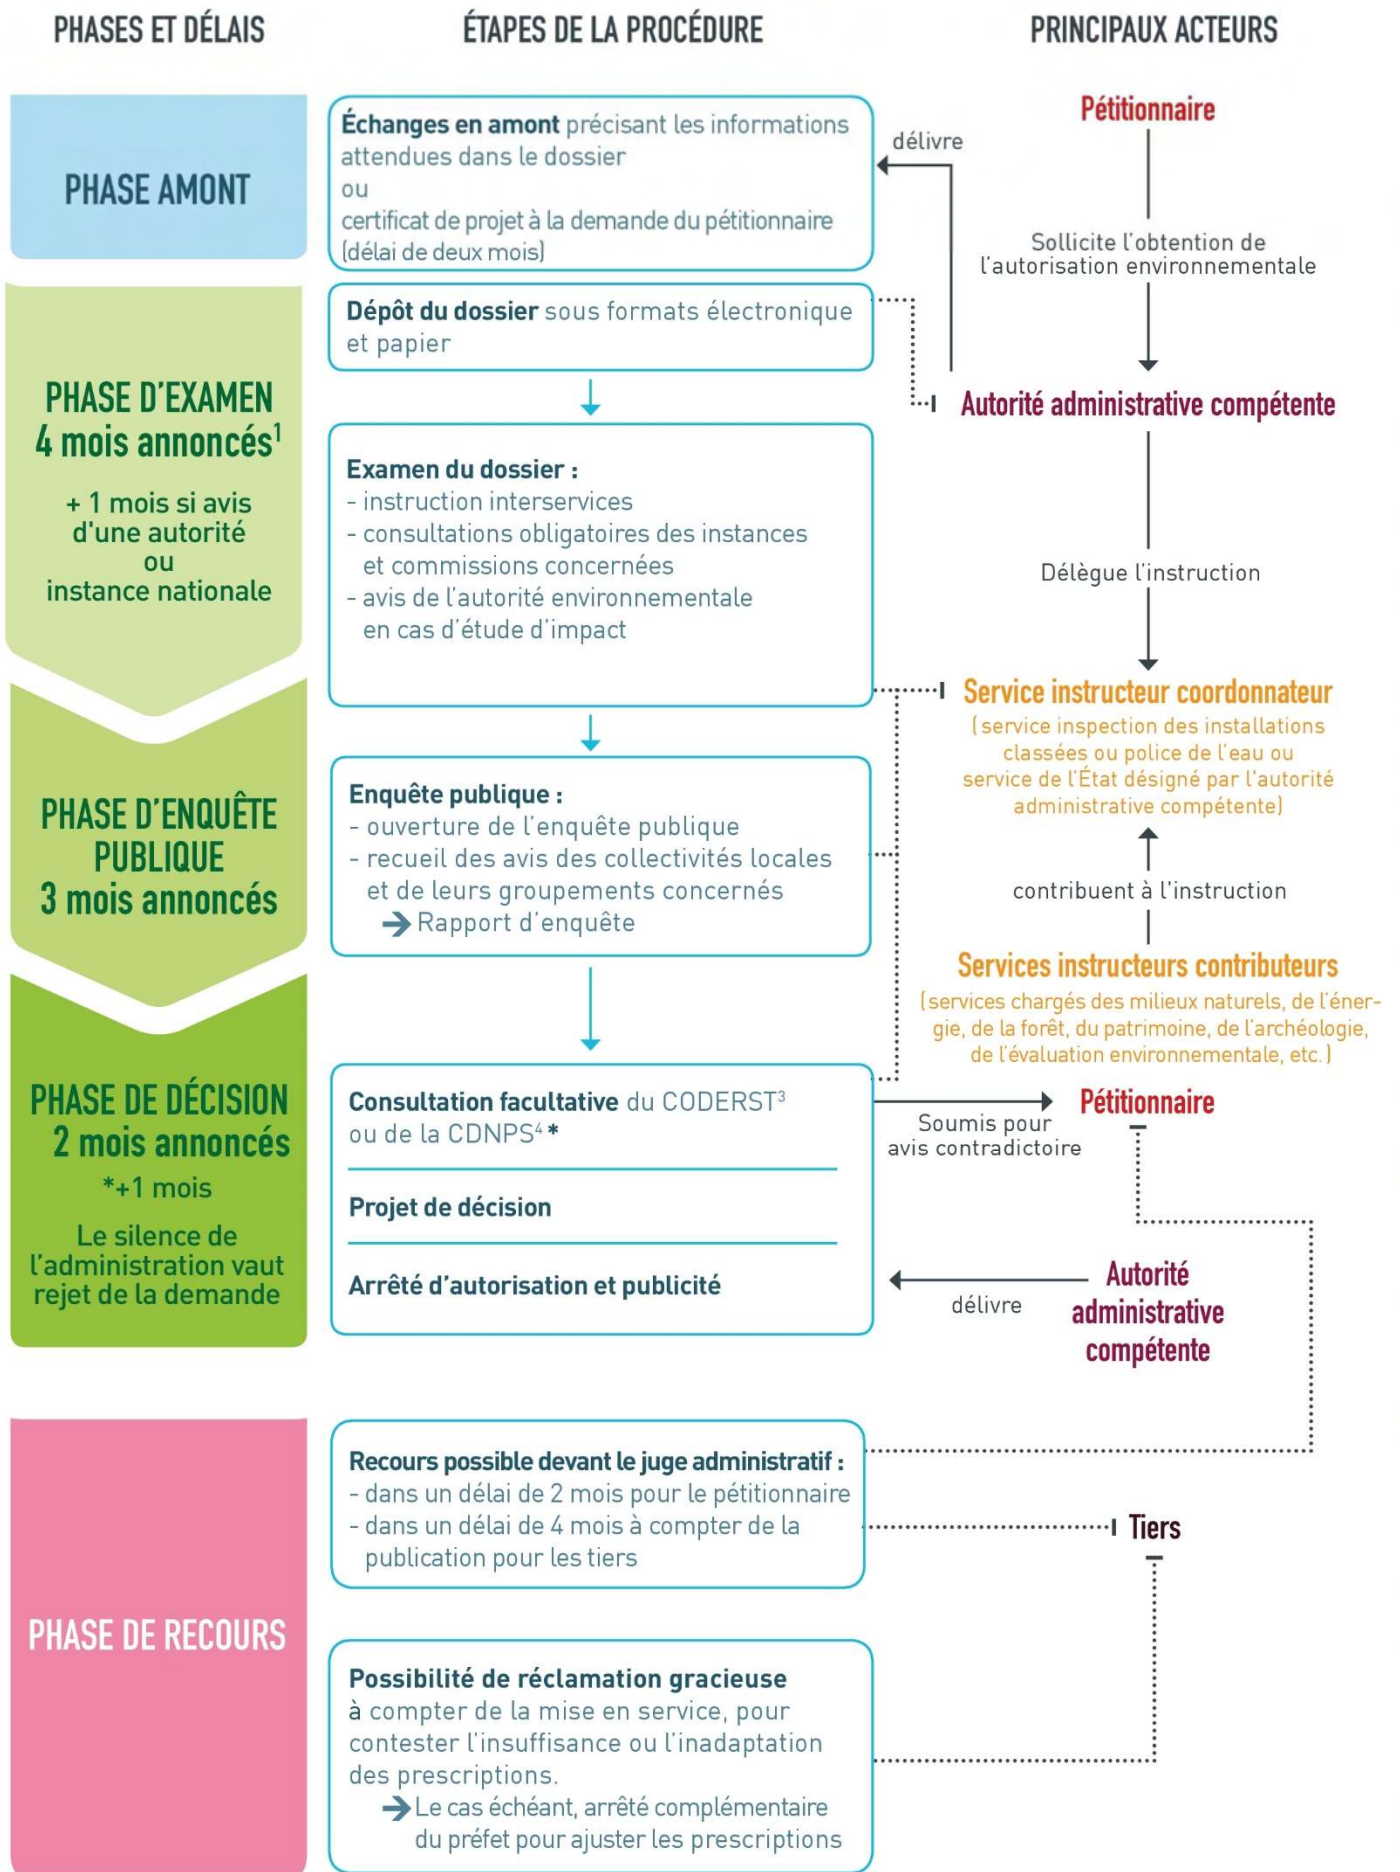 PHASES ET DÉLAIS
ÉTAPES DE LA PROCÉDURE
PRINCIPAUX ACTEURS
PHASE AMONT
Échanges en amont précisant les informations
attendues dans le dossier
ou
certificat de projet à la demande du pétitionnaire
(délai de deux mois)
délivre
Pétitionnaire
Sollicite l'obtention de
l'autorisation environnementale
PHASE D'EXAMEN
4 mois annoncés¹
+ 1 mois si avis
d'une autorité
ou
instance nationale
Dépôt du dossier sous formats électronique
et papier
Autorité administrative compétente
Examen du dossier :
- instruction interservices
- consultations obligatoires des instances
et commissions concernées
- avis de l'autorité environnementale
en cas d'étude d'impact
Délègue l'instruction
Service instructeur coordonnateur
(service inspection des installations
classées ou police de l'eau ou
service de l'État désigné par l'autorité
administrative compétente)
PHASE D'ENQUÊTE
PUBLIQUE
3 mois annoncés
Enquête publique :
- ouverture de l'enquête publique
- recueil des avis des collectivités locales
et de leurs groupements concernés
→ Rapport d'enquête
contribuent à l'instruction
Services instructeurs contributeurs
(services chargés des milieux naturels, de l'éner-
gie, de la forêt, du patrimoine, de l'archéologie,
de l'évaluation environnementale, etc.)
PHASE DE DÉCISION
2 mois annoncés
*+1 mois
Le silence de
l'administration vaut
rejet de la demande
Consultation facultative du CODERST³
ou de la CDNPS⁴ *
Projet de décision
Arrêté d'autorisation et publicité
Soumis pour
avis contradictoire
Pétitionnaire
délivre
Autorité
administrative
compétente
PHASE DE RECOURS
Recours possible devant le juge administratif :
- dans un délai de 2 mois pour le pétitionnaire
- dans un délai de 4 mois à compter de la
publication pour les tiers
Tiers
Possibilité de réclamation gracieuse
à compter de la mise en service, pour
contester l'insuffisance ou l'inadaptation
des prescriptions.
→ Le cas échéant, arrêté complémentaire
du préfet pour ajuster les prescriptions